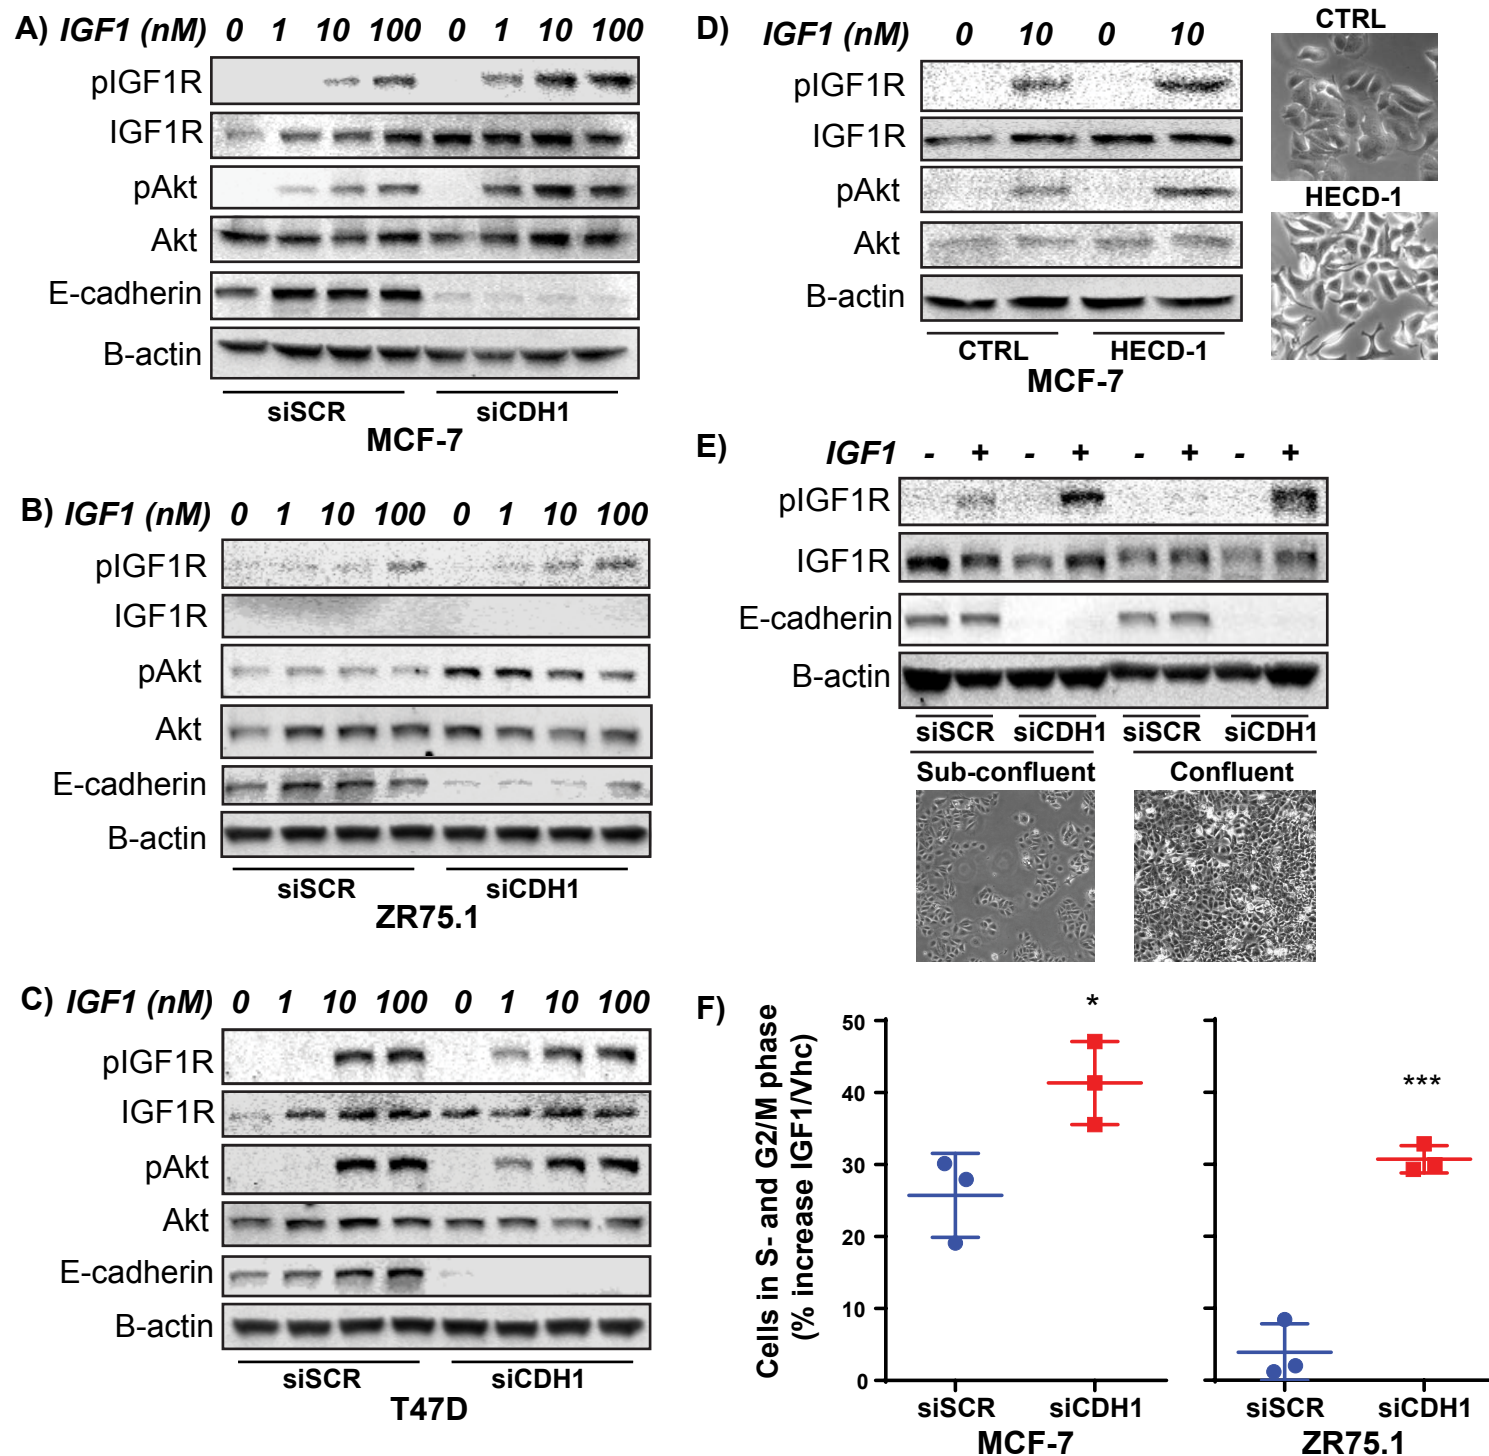 A) IGF1 (nM) 0 1 10 100 0 1 10 100
pIGF1R
IGF1R
pAkt
Akt
E-cadherin
B-actin
siSCR siCDH1
MCF-7
B) IGF1 (nM) 0 1 10 100 0 1 10 100
pIGF1R
IGF1R
pAkt
Akt
E-cadherin
B-actin
siSCR siCDH1
ZR75.1
C) IGF1 (nM) 0 1 10 100 0 1 10 100
pIGF1R
IGF1R
pAkt
Akt
E-cadherin
B-actin
siSCR siCDH1
T47D
D) IGF1 (nM) 0 10 0 10
pIGF1R
IGF1R
pAkt
Akt
B-actin
CTRL HECD-1
MCF-7
CTRL
HECD-1
E) IGF1 - + - + - + - +
pIGF1R
IGF1R
E-cadherin
B-actin
siSCR siCDH1 siSCR siCDH1
Sub-confluent Confluent
F)
Cells in S- and G2/M phase
(% increase IGF1/Vhc)
50
40
30
20
10
0
* ***
siSCR siCDH1 siSCR siCDH1
MCF-7 ZR75.1